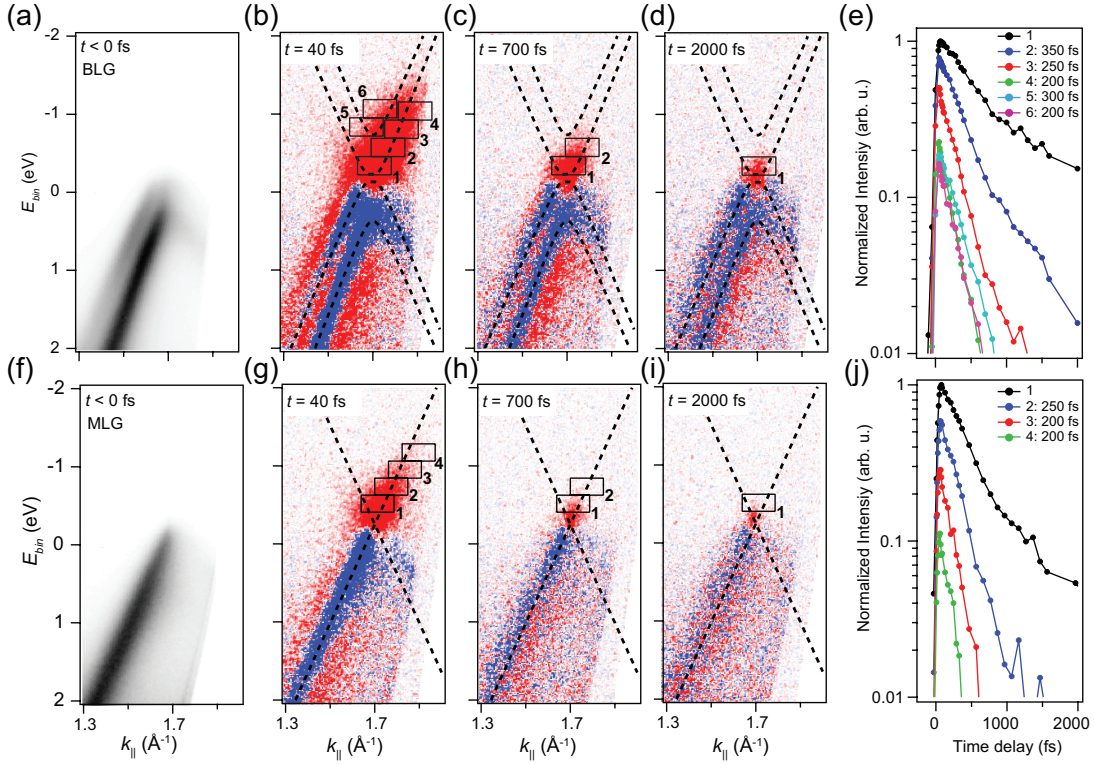 (a)
t < 0 fs
BLG
-2
-1
0
1
2
E_bin (eV)
(b)
t = 40 fs
6
5
4
3
2
1
(c)
t = 700 fs
2
1
(d)
t = 2000 fs
1
(e)
Normalized Intensity (arb. u.)
1
0.1
0.01
1
2: 350 fs
3: 250 fs
4: 200 fs
5: 300 fs
6: 200 fs
(f)
t < 0 fs
MLG
-2
-1
0
1
2
E_bin (eV)
1.3
1.7
k_|| (Å⁻¹)
(g)
t = 40 fs
4
3
2
1
1.3
1.7
k_|| (Å⁻¹)
(h)
t = 700 fs
2
1
1.3
1.7
k_|| (Å⁻¹)
(i)
t = 2000 fs
1
1.3
1.7
k_|| (Å⁻¹)
(j)
Normalized Intensiy (arb. u.)
1
0.1
0.01
1
2: 250 fs
3: 200 fs
4: 200 fs
0
1000
2000
Time delay (fs)